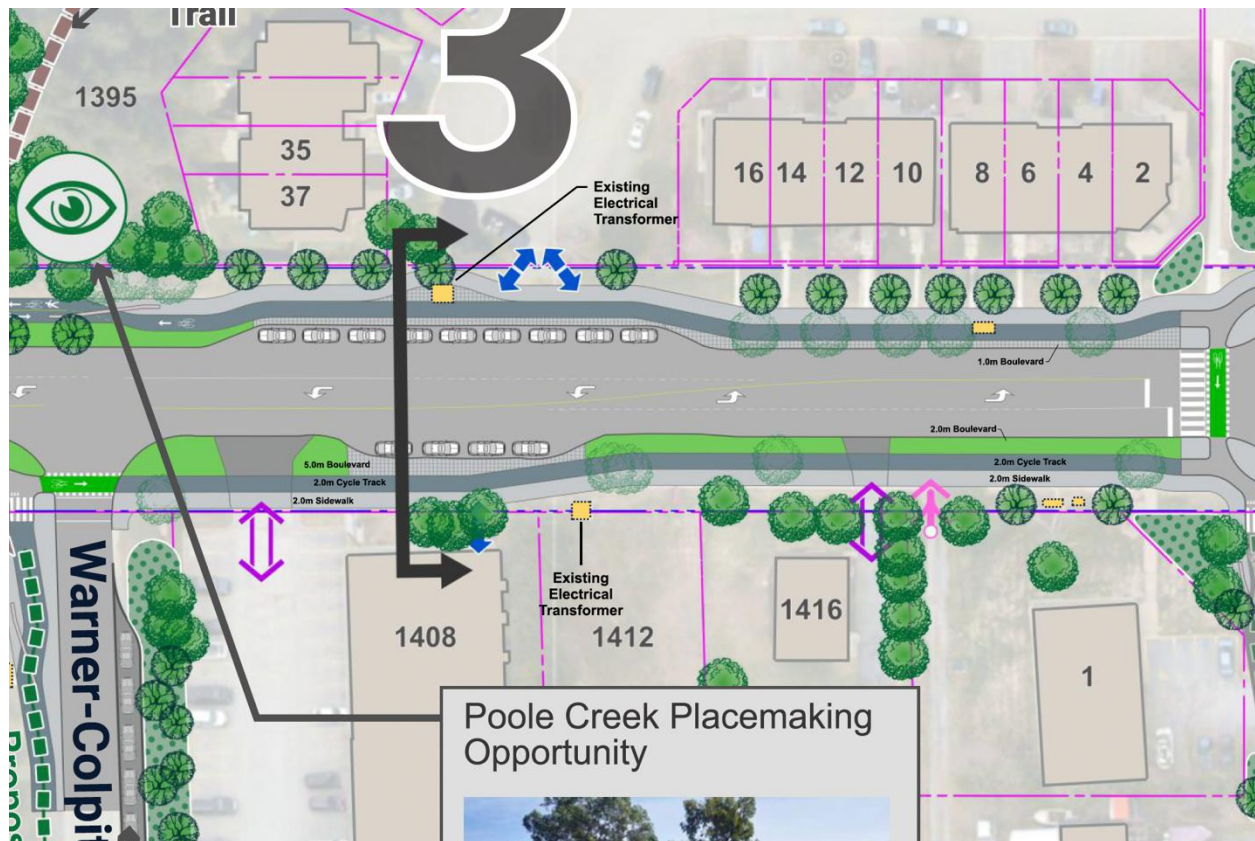 Trail
3
1395
35
37
Existing
Electrical
Transformer
16
14
12
10
8
6
4
2
1.0m Boulevard
2.0m Boulevard
5.0m Boulevard
2.0m Cycle Track
2.0m Cycle Track
2.0m Sidewalk
2.0m Sidewalk
Existing
Electrical
Transformer
1408
1412
1416
1
Poole Creek Placemaking
Opportunity